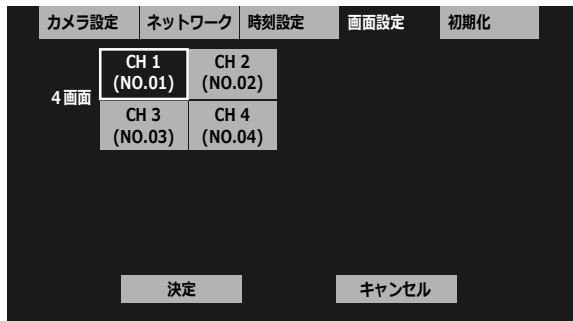 カメラ設定 ネットワーク 時刻設定 画面設定 初期化
CH 1 CH 2
(NO.01) (NO.02)
4画面
CH 3 CH 4
(NO.03) (NO.04)
決定 キャンセル